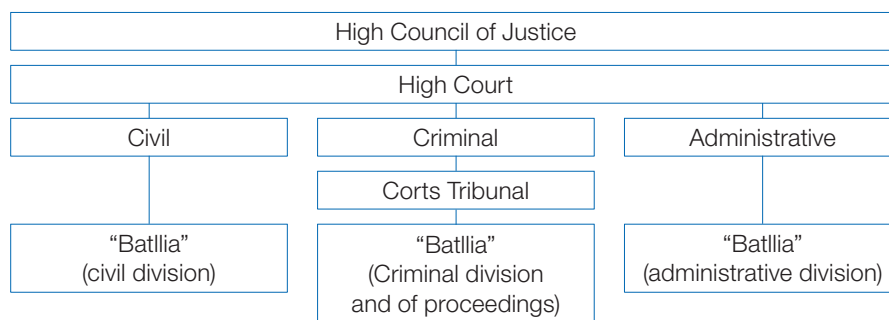 High Council of Justice
High Court
Civil
Criminal
Administrative
Corts Tribunal
“Batllia”
(civil division)
“Batllia”
(Criminal division
and of proceedings)
“Batllia”
(administrative division)